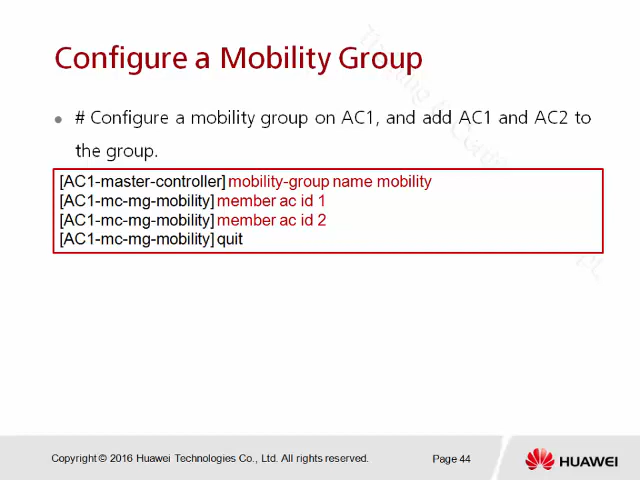 Configure a Mobility Group
# Configure a mobility group on AC1, and add AC1 and AC2 to
the group.
[AC1-master-controller] mobility-group name mobility
[AC1-mc-mg-mobility] member ac id 1
[AC1-mc-mg-mobility] member ac id 2
[AC1-mc-mg-mobility] quit
Copyright © 2016 Huawei Technologies Co., Ltd. All rights reserved.
Page 44
HUAWEI